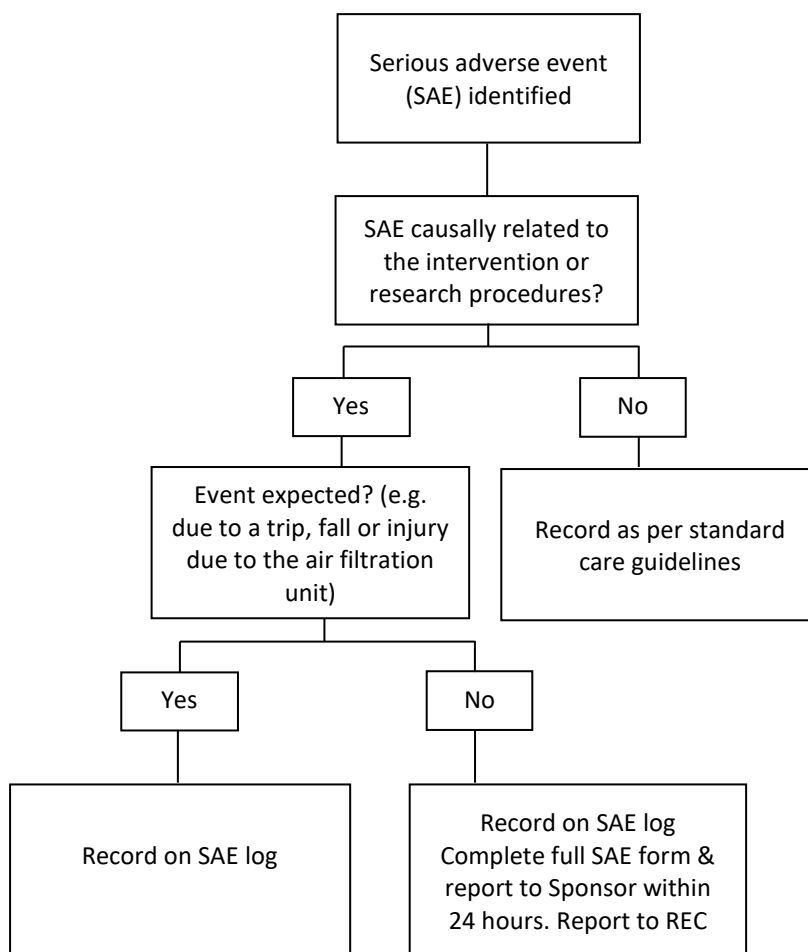 Serious adverse event
(SAE) identified
SAE causally related to
the intervention or
research procedures?
Yes
No
Event expected? (e.g.
due to a trip, fall or injury
due to the air filtration
unit)
Record as per standard
care guidelines
Yes
No
Record on SAE log
Record on SAE log
Complete full SAE form &
report to Sponsor within
24 hours. Report to REC